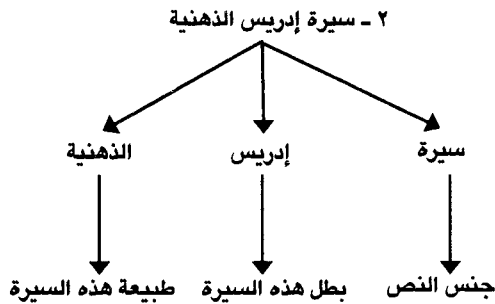 ٢ ـ سيرة إدريس الذهنية
سيرة إدريس الذهنية
جنس النص بطل هذه السيرة طبيعة هذه السيرة